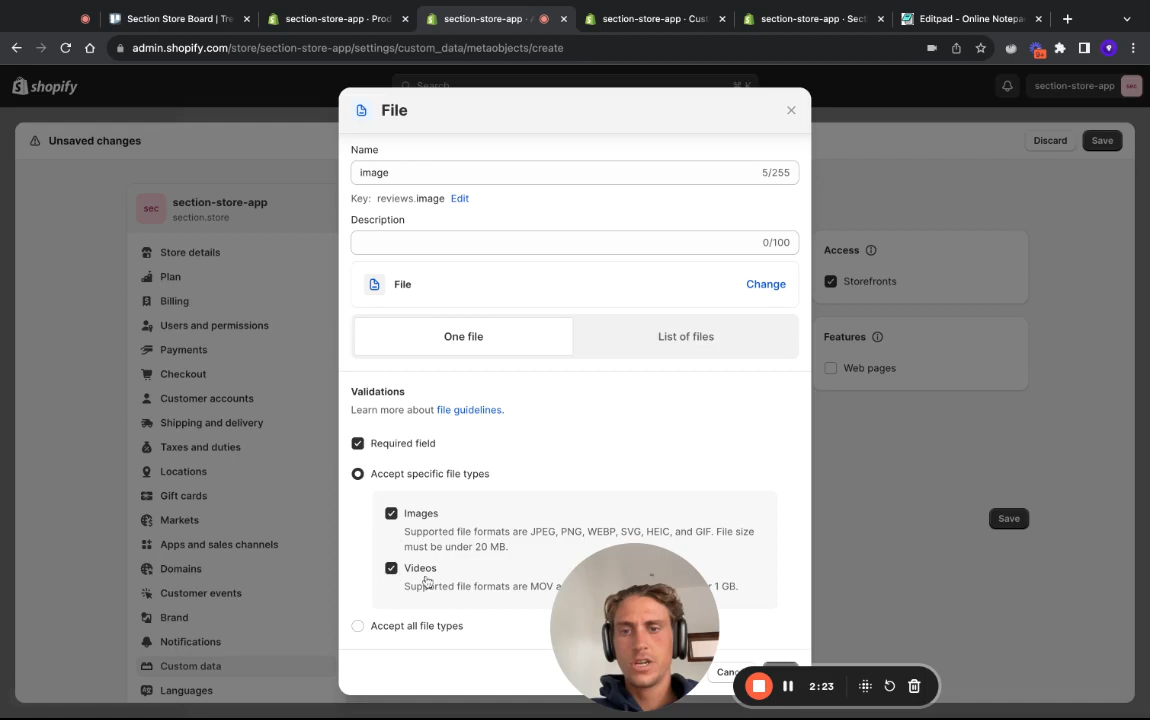 Section Store Board | Tre
section-store-app · Prod
section-store-app ·
section-store-app · Cust
section-store-app · Sect
Editpad - Online Notepa
admin.shopify.com/store/section-store-app/settings/custom_data/metaobjects/create
9+
shopify
Search
⌘ K
section-store-app
sec
Unsaved changes
Discard
Save
sec
section-store-app
section.store
Store details
Plan
Billing
Users and permissions
Payments
Checkout
Customer accounts
Shipping and delivery
Taxes and duties
Locations
Gift cards
Markets
Apps and sales channels
Domains
Customer events
Brand
Notifications
Custom data
Languages
File
Name
image
5/255
Key: reviews.image Edit
Description
0/100
File
Change
One file
List of files
Validations
Learn more about file guidelines.
Required field
Accept specific file types
Images
Supported file formats are JPEG, PNG, WEBP, SVG, HEIC, and GIF. File size
must be under 20 MB.
Videos
Supported file formats are MOV
1 GB.
Accept all file types
Access
Storefronts
Features
Web pages
Save
2:23